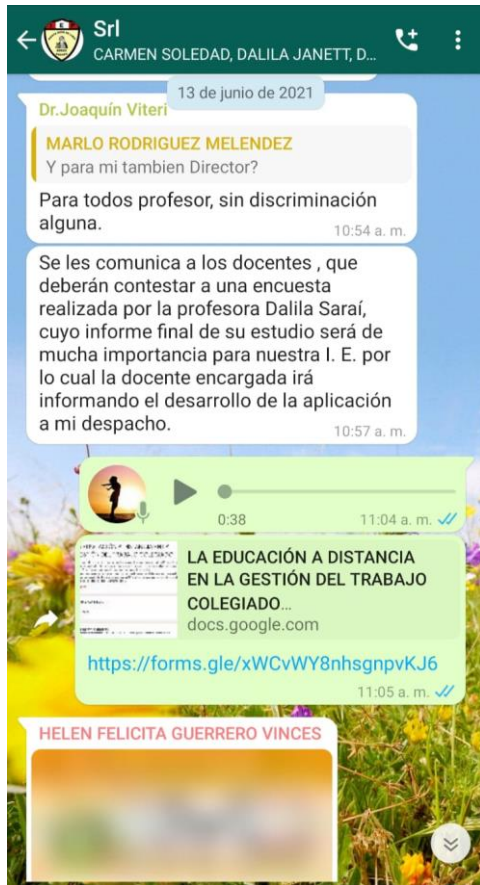 Srl
CARMEN SOLEDAD, DALILA JANETT, D...
13 de junio de 2021
Dr.Joaquín Viteri
MARLO RODRIGUEZ MELENDEZ
Y para mi tambien Director?
Para todos profesor, sin discriminación
alguna.
10:54 a. m.
Se les comunica a los docentes , que
deberán contestar a una encuesta
realizada por la profesora Dalila Saraí,
cuyo informe final de su estudio será de
mucha importancia para nuestra I. E. por
lo cual la docente encargada irá
informando el desarrollo de la aplicación
a mi despacho.
10:57 a. m.
0:38
11:04 a. m.
LA EDUCACIÓN A DISTANCIA
EN LA GESTIÓN DEL TRABAJO
COLEGIADO...
docs.google.com
https://forms.gle/xWCvWY8nhsgnpvKJ6
11:05 a. m.
HELEN FELICITA GUERRERO VINCES